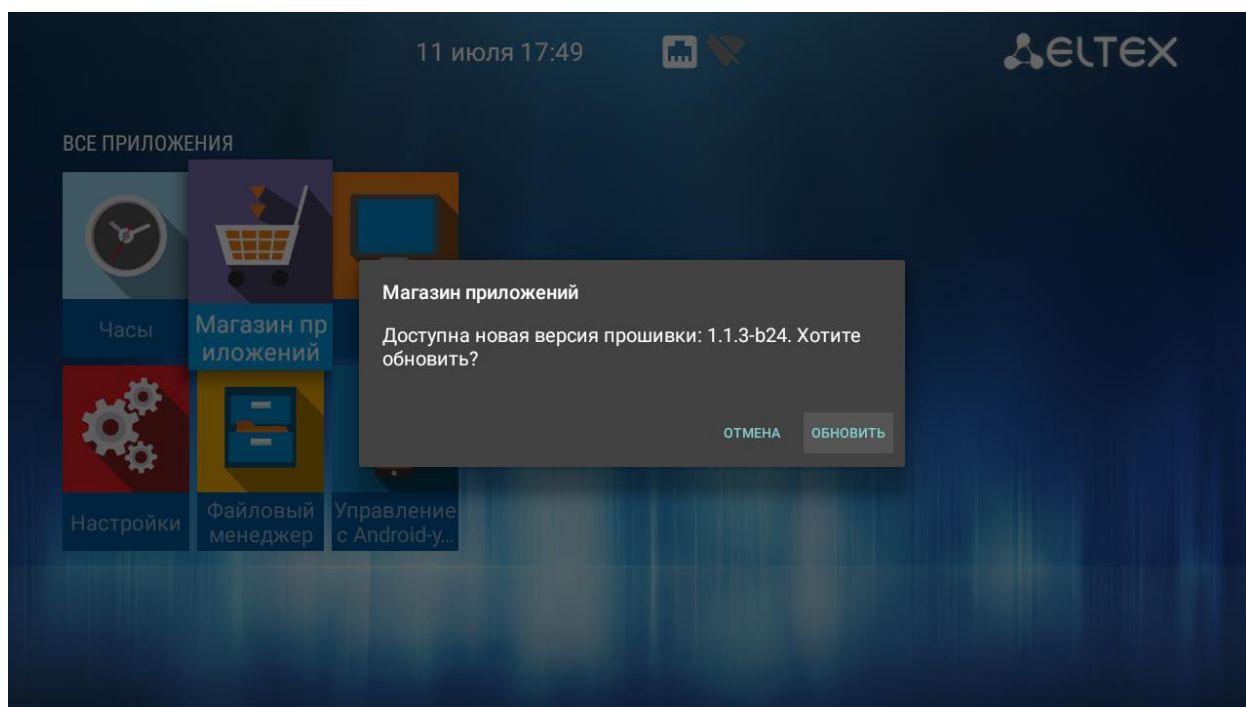 11 июля 17:49
ELTEX
ВСЕ ПРИЛОЖЕНИЯ
Часы
Магазин пр
иложений
Магазин приложений
Доступна новая версия прошивки: 1.1.3-b24. Хотите
обновить?
ОТМЕНА
ОБНОВИТЬ
Настройки
Файловый
менеджер
Управление
с Android-у...